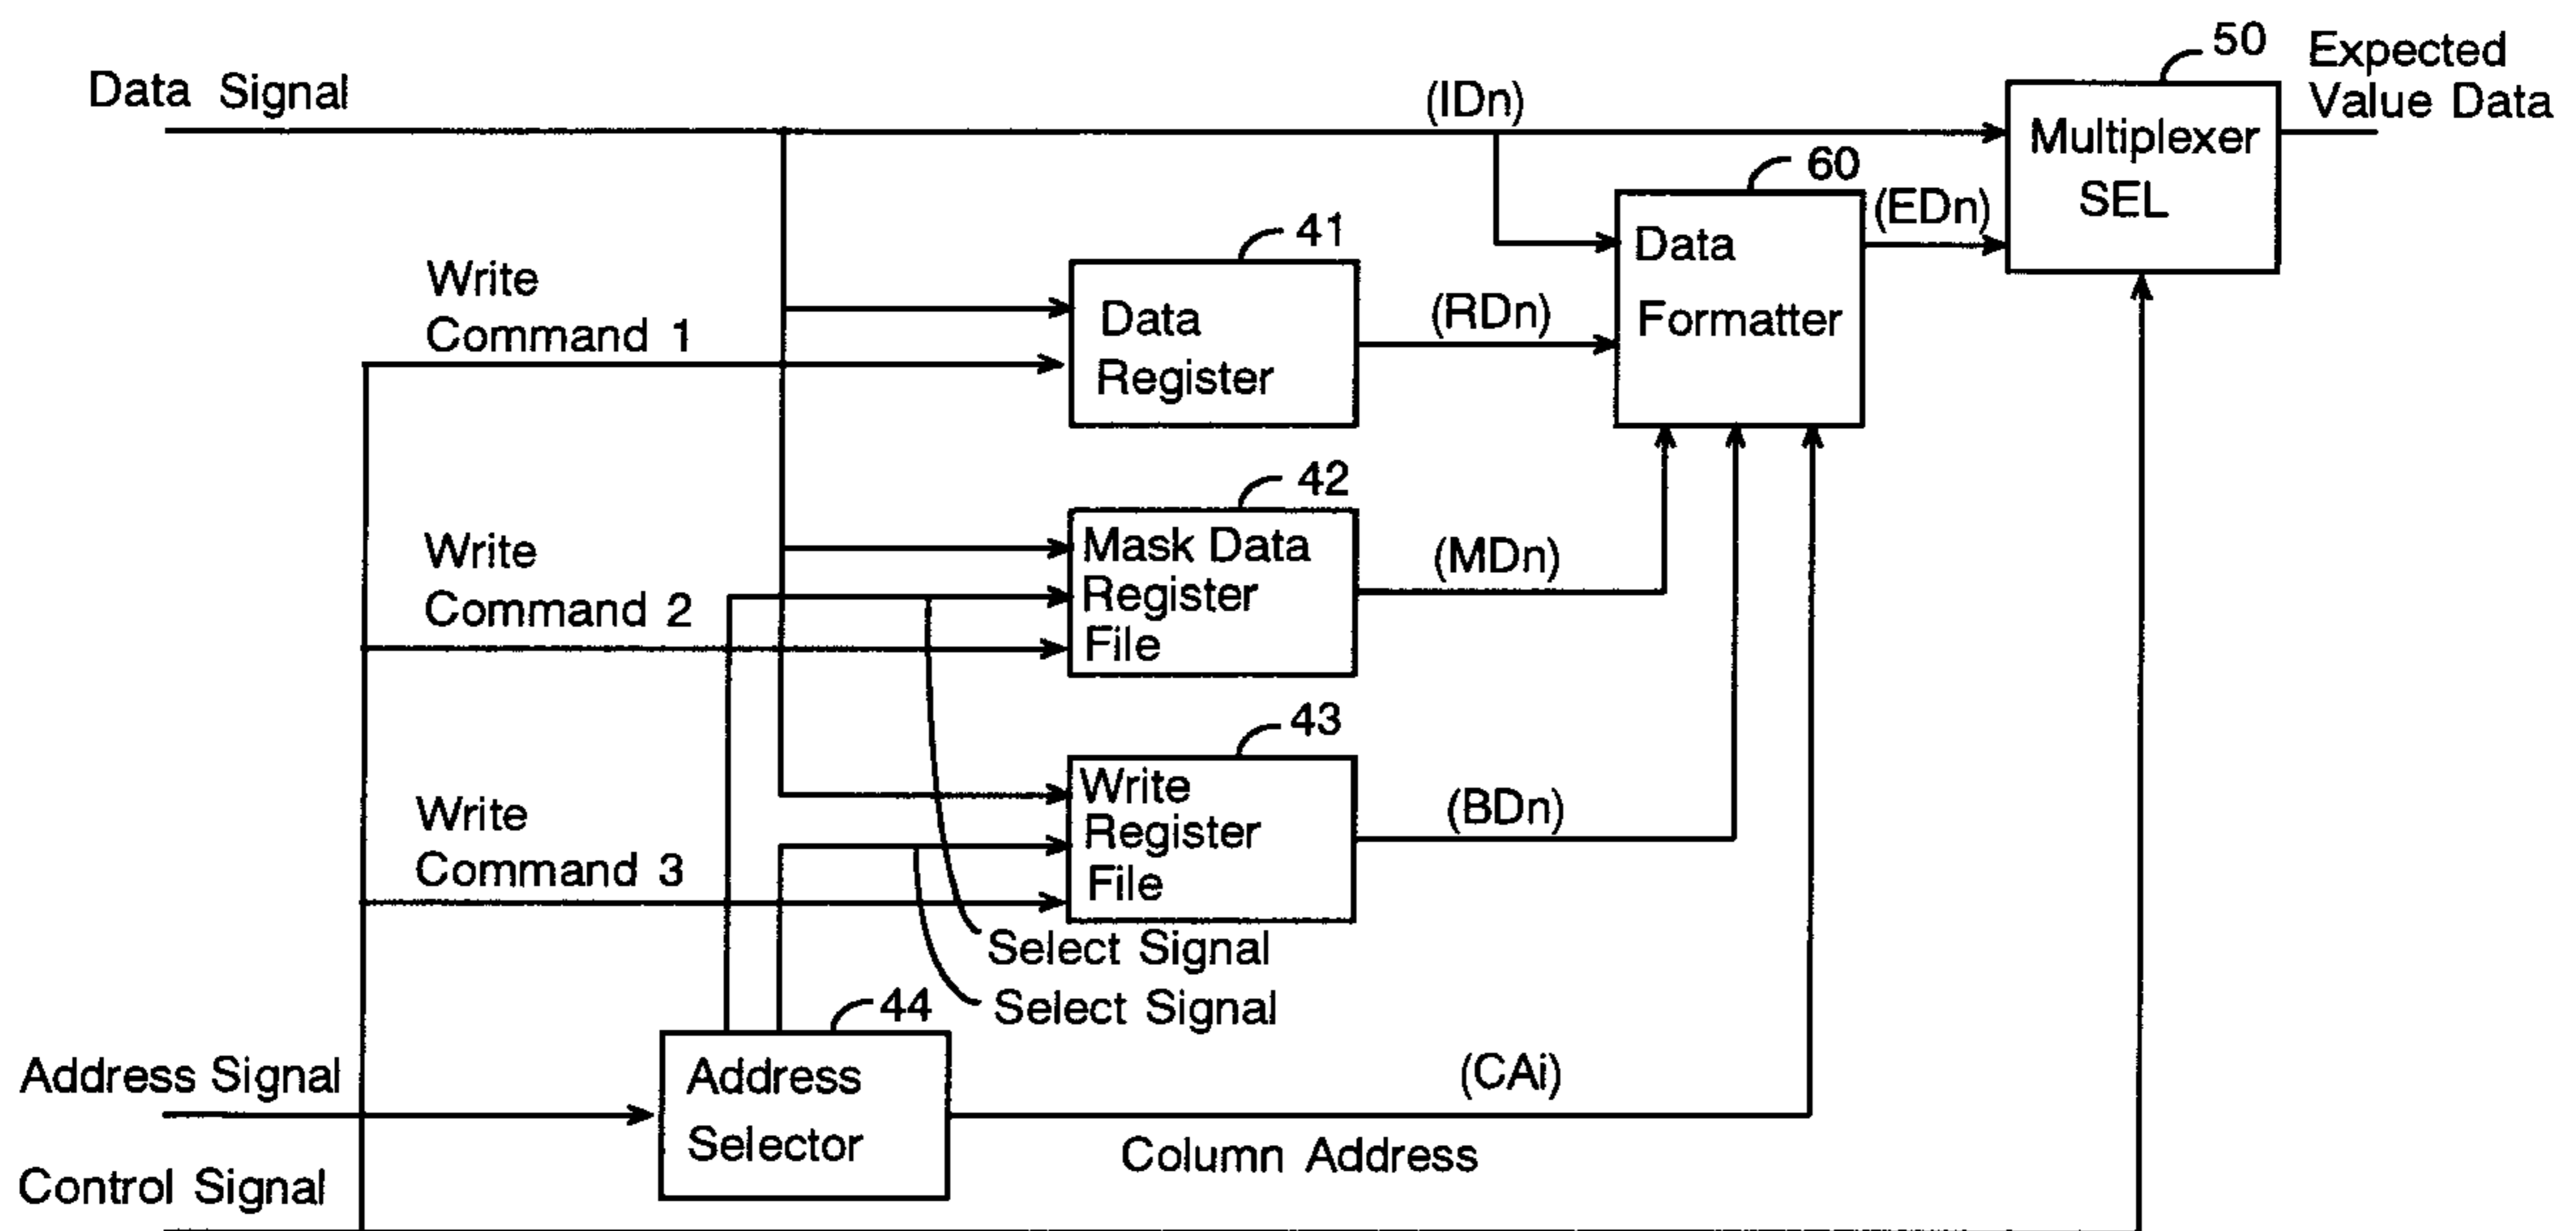 50
Expected
Value Data
Data Signal
(IDn)
Multiplexer
SEL
60
(EDn)
41
Data
Formatter
Write
Command 1
Data
Register
(RDn)
42
Write
Command 2
Mask Data
Register
File
(MDn)
43
Write
Command 3
Write
Register
File
(BDn)
Select Signal
Select Signal
44
Address Signal
Address
Selector
(CAi)
Column Address
Control Signal